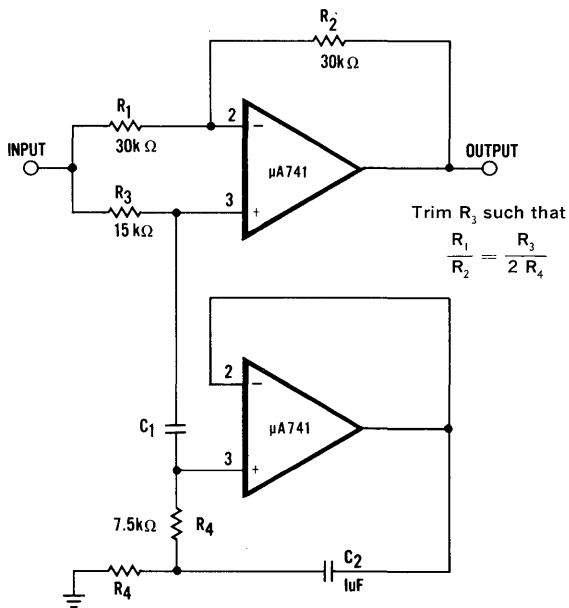 R2
30kΩ
R1
30k Ω
2
−
INPUT
µA741
OUTPUT
R3
15 kΩ
3
+
Trim R3 such that
R1 / R2 = R3 / 2 R4
2
−
C1
µA741
3
+
7.5kΩ
R4
C2
1uF
R4